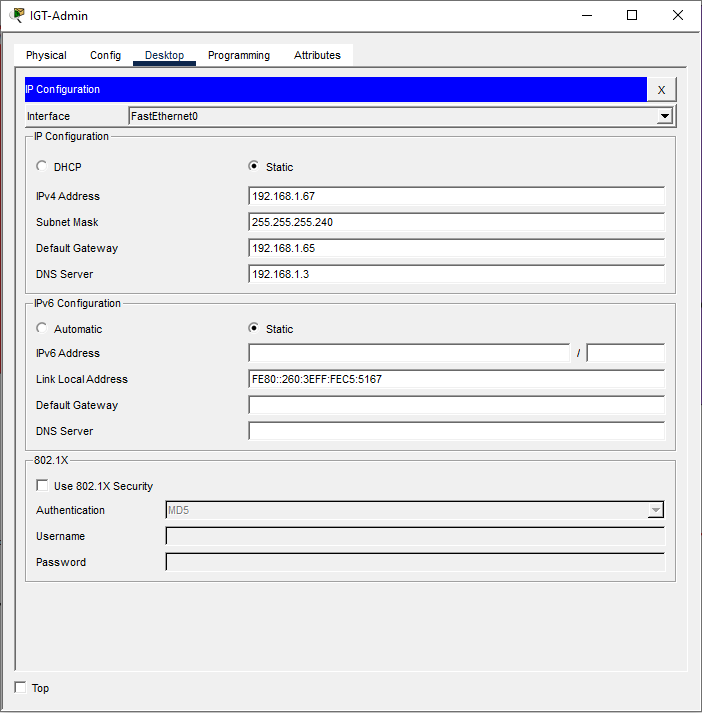 IGT-Admin
Physical Config Desktop Programming Attributes
IP Configuration X
Interface FastEthernet0
IP Configuration
DHCP Static
IPv4 Address 192.168.1.67
Subnet Mask 255.255.255.240
Default Gateway 192.168.1.65
DNS Server 192.168.1.3
IPv6 Configuration
Automatic Static
IPv6 Address /
Link Local Address FE80::260:3EFF:FEC5:5167
Default Gateway
DNS Server
802.1X
Use 802.1X Security
Authentication MD5
Username
Password
Top